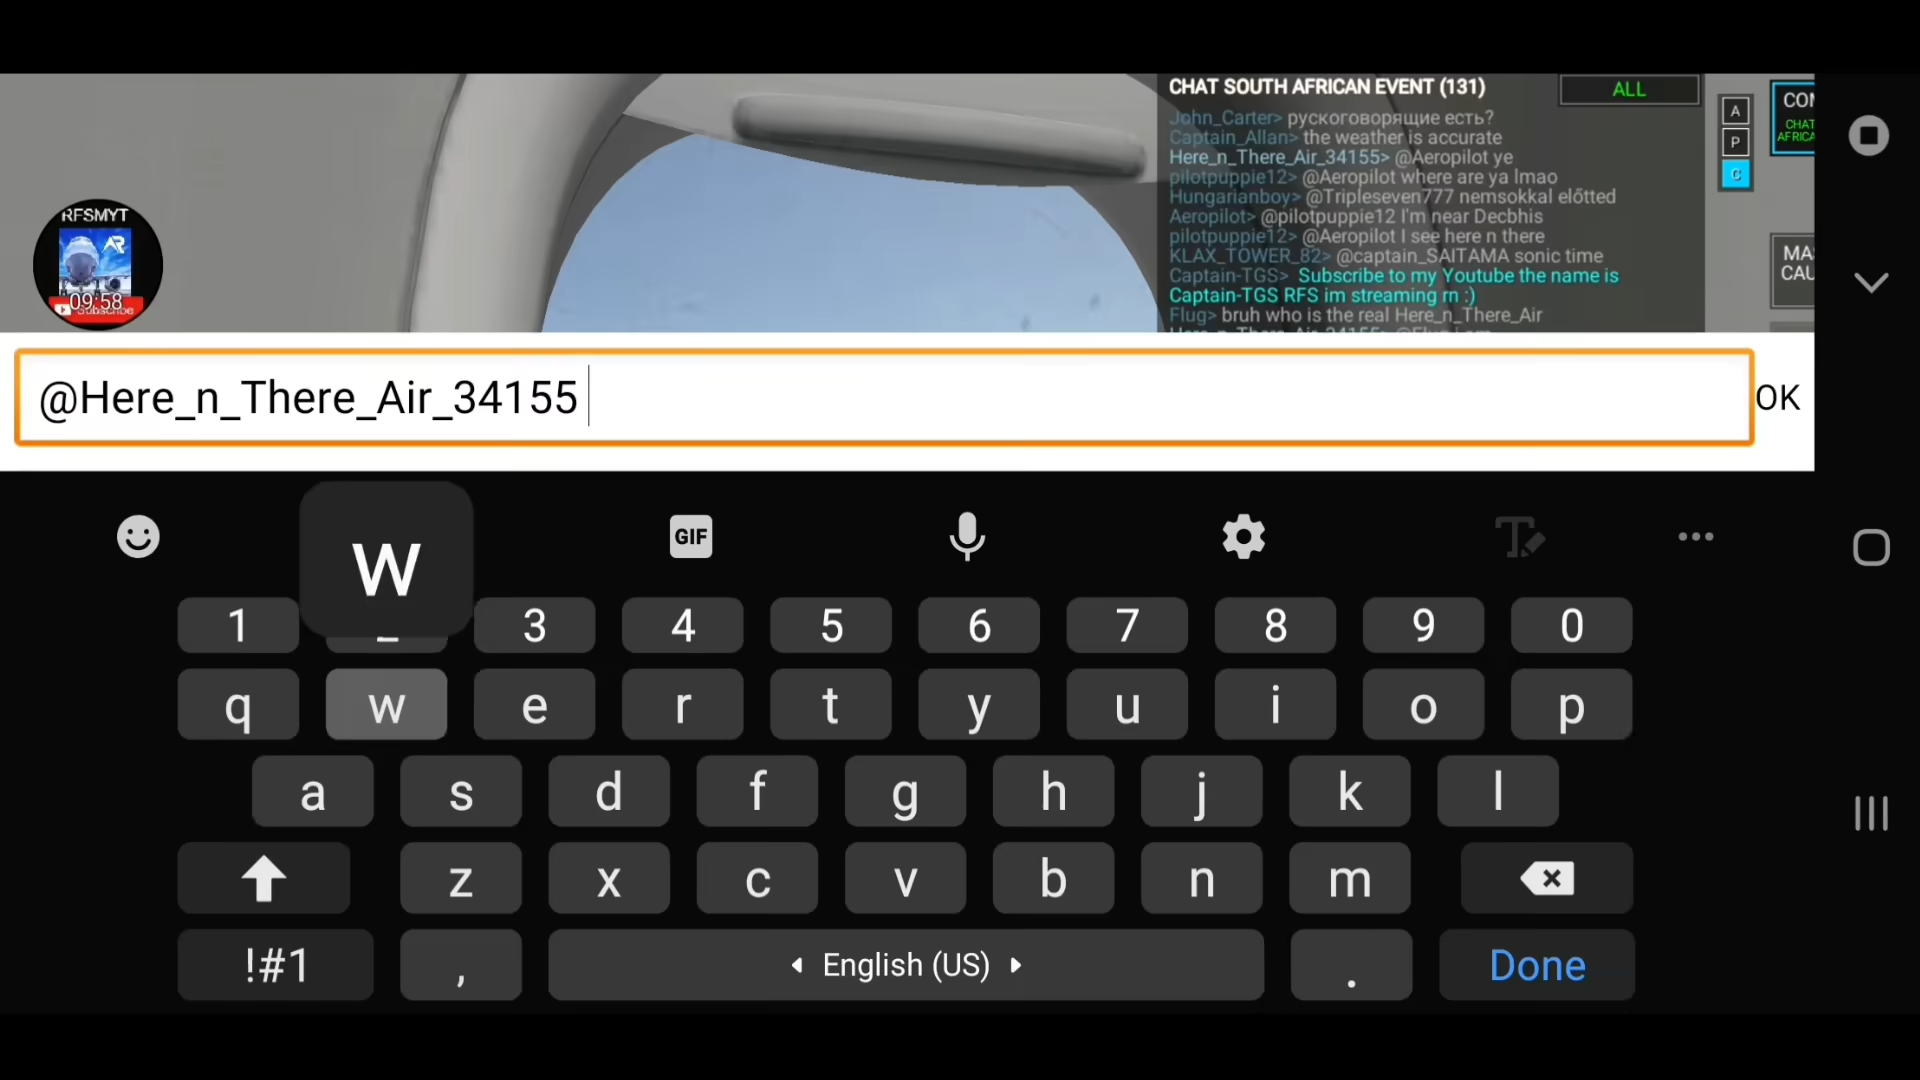 CHAT SOUTH AFRICAN EVENT (131)
ALL
John_Carter> рускоговорящие есть?
Captain_Allan> the weather is accurate
Here_n_There_Air_34155> @Aeropilot ye
pilotpuppie12> @Aeropilot where are ya lmao
Hungarianboy> @Tripleseven777 nemsokkal előtted
Aeropilot> @pilotpuppie12 I'm near Decbhis
pilotpuppie12> @Aeropilot I see here n there
KLAX_TOWER_82> @captain_SAITAMA sonic time
Captain-TGS> Subscribe to my Youtube the name is
Captain-TGS RFS im streaming rn :)
Flug> bruh who is the real Here_n_There_Air
A
P
C
CHAT
RFSMYT
AR
09:58
Subscribe
@Here_n_There_Air_34155
OK
w
GIF
1 3 4 5 6 7 8 9 0
q w e r t y u i o p
a s d f g h j k l
z x c v b n m
!#1 , English (US) . Done